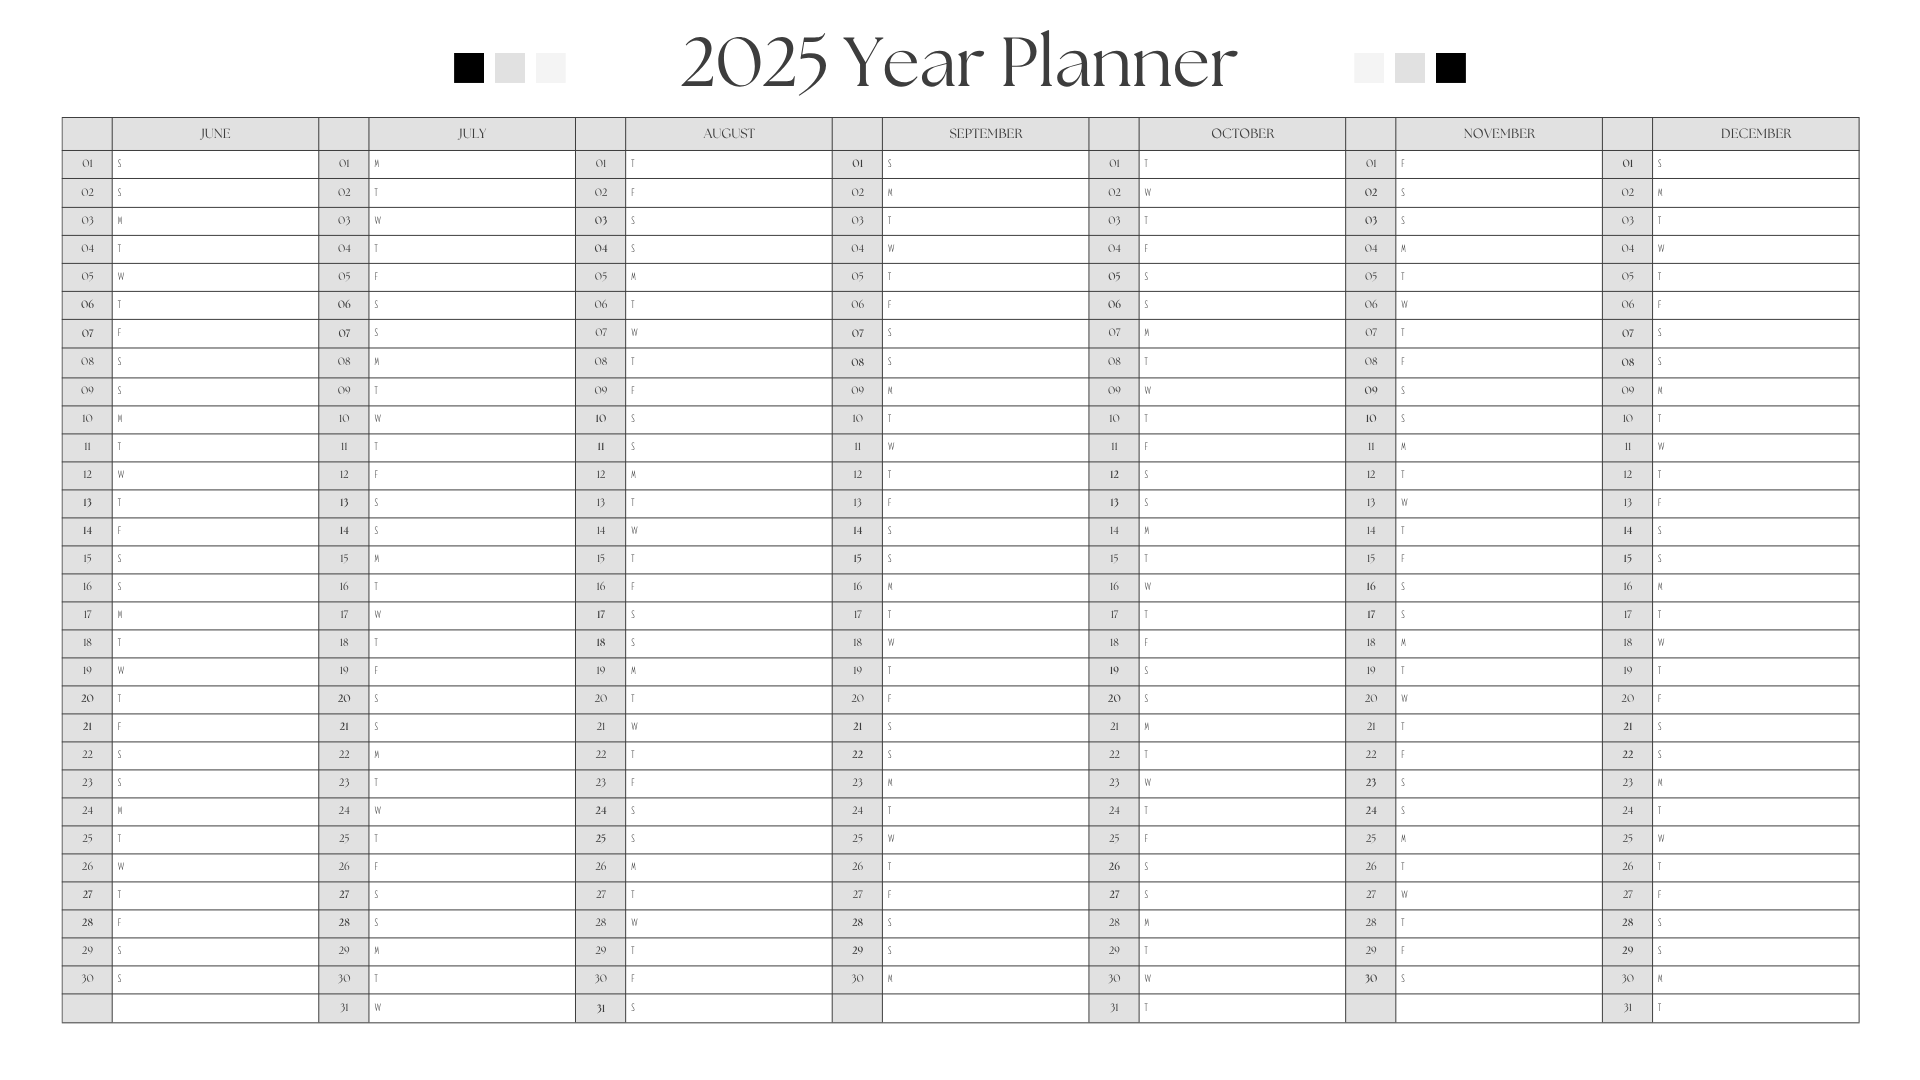 2025 Year Planner
JUNE JULY AUGUST SEPTEMBER OCTOBER NOVEMBER DECEMBER
01 S 01 M 01 T 01 S 01 T 01 F 01 S
02 S 02 T 02 F 02 M 02 W 02 S 02 M
03 M 03 W 03 S 03 T 03 T 03 S 03 T
04 T 04 T 04 S 04 W 04 F 04 M 04 W
05 W 05 F 05 M 05 T 05 S 05 T 05 T
06 T 06 S 06 T 06 F 06 S 06 W 06 F
07 F 07 S 07 W 07 S 07 M 07 T 07 S
08 S 08 M 08 T 08 S 08 T 08 F 08 S
09 S 09 T 09 F 09 M 09 W 09 S 09 M
10 M 10 W 10 S 10 T 10 T 10 S 10 T
11 T 11 T 11 S 11 W 11 F 11 M 11 W
12 W 12 F 12 M 12 T 12 S 12 T 12 T
13 T 13 S 13 T 13 F 13 S 13 W 13 F
14 F 14 S 14 W 14 S 14 M 14 T 14 S
15 S 15 M 15 T 15 S 15 T 15 F 15 S
16 S 16 T 16 F 16 M 16 W 16 S 16 M
17 M 17 W 17 S 17 T 17 T 17 S 17 T
18 T 18 T 18 S 18 W 18 F 18 M 18 W
19 W 19 F 19 M 19 T 19 S 19 T 19 T
20 T 20 S 20 T 20 F 20 S 20 W 20 F
21 F 21 S 21 W 21 S 21 M 21 T 21 S
22 S 22 M 22 T 22 S 22 T 22 F 22 S
23 S 23 T 23 F 23 M 23 W 23 S 23 M
24 M 24 W 24 S 24 T 24 T 24 S 24 T
25 T 25 T 25 S 25 W 25 F 25 M 25 W
26 W 26 F 26 M 26 T 26 S 26 T 26 T
27 T 27 S 27 T 27 F 27 S 27 W 27 F
28 F 28 S 28 W 28 S 28 M 28 T 28 S
29 S 29 M 29 T 29 S 29 T 29 F 29 S
30 S 30 T 30 F 30 M 30 W 30 S 30 M
31 W 31 S 31 T 31 T